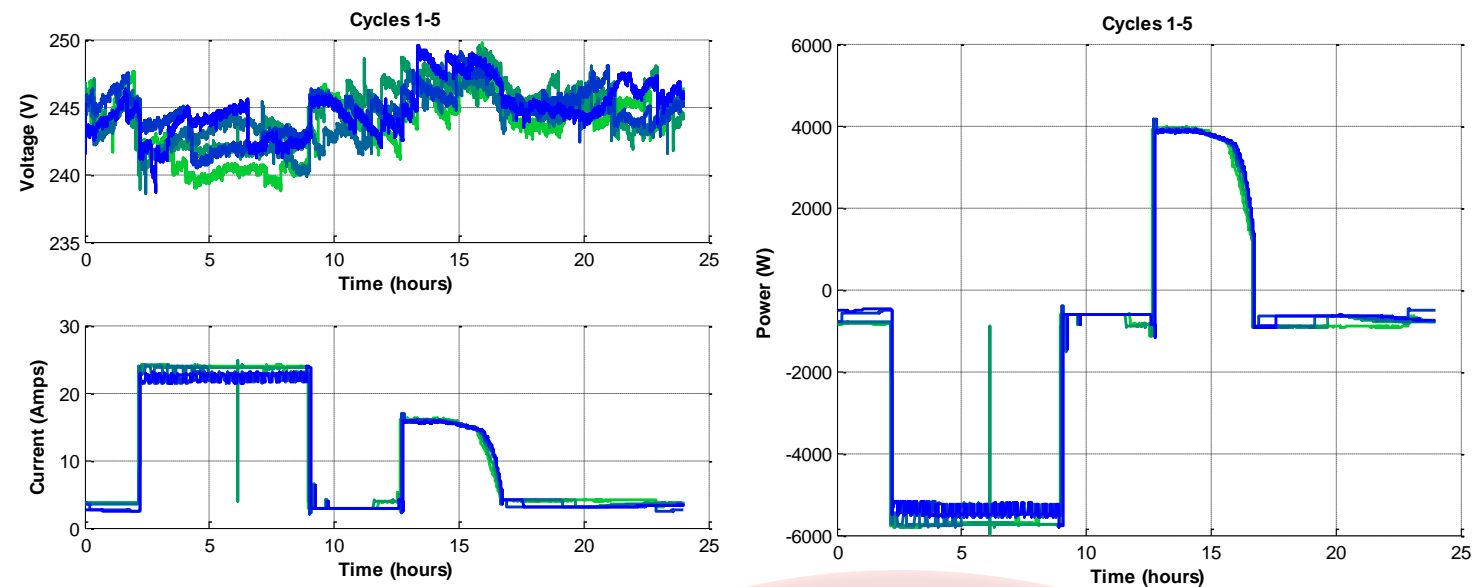 Cycles 1-5
250
245
240
235
Voltage (V)
0 5 10 15 20 25
Time (hours)
30
20
10
0
Current (Amps)
0 5 10 15 20 25
Time (hours)
Cycles 1-5
6000
4000
2000
0
-2000
-4000
-6000
Power (W)
0 5 10 15 20 25
Time (hours)